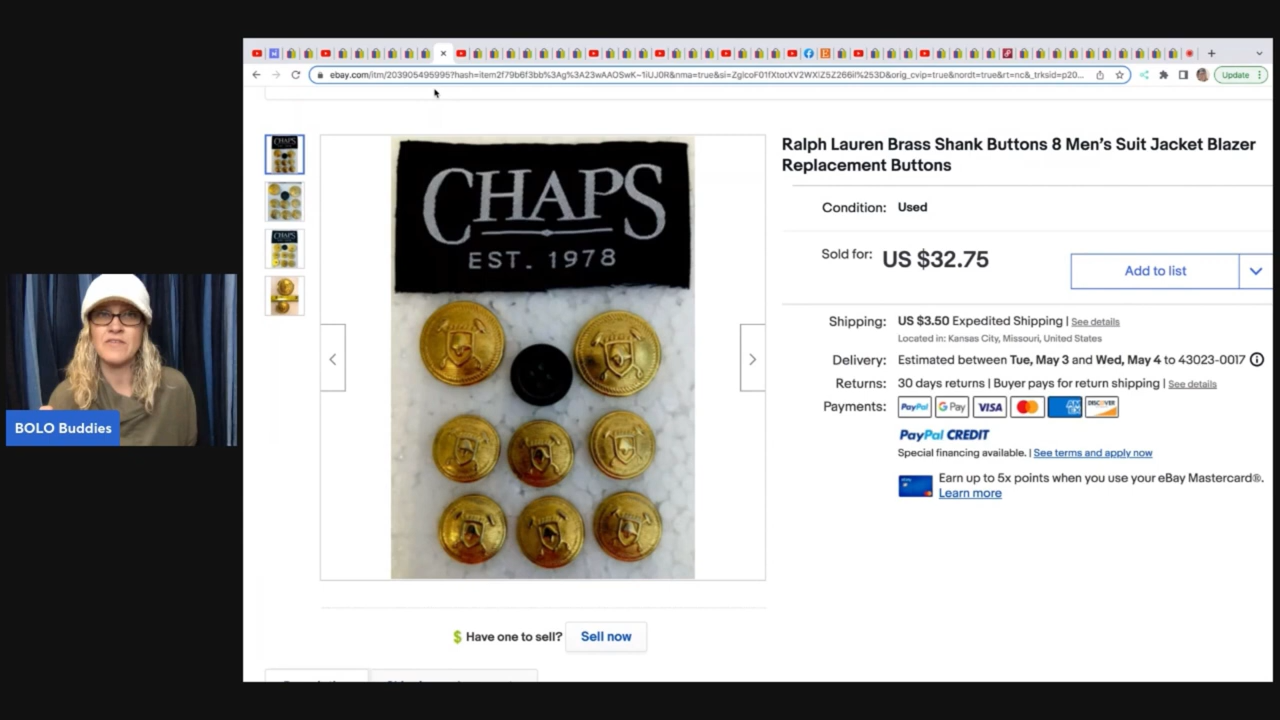 ebay.com/itm/203905495995?hash=item2f79b6f3bb%3Ag%3A23wAAOSwK~1iUJ0R&nma=true&si=ZglcoF01fXtotXV2WXlZ5Z266iI%253D&orig_cvip=true&nordt=true&rt=nc&_trksid=p20...
Update
CHAPS
EST. 1978
Ralph Lauren Brass Shank Buttons 8 Men's Suit Jacket Blazer
Replacement Buttons
Condition: Used
Sold for: US $32.75
Add to list
Shipping: US $3.50 Expedited Shipping | See details
Located in: Kansas City, Missouri, United States
Delivery: Estimated between Tue, May 3 and Wed, May 4 to 43023-0017
Returns: 30 days returns | Buyer pays for return shipping | See details
Payments: PayPal G Pay VISA DISCOVER
PayPal CREDIT
Special financing available. | See terms and apply now
Earn up to 5x points when you use your eBay Mastercard®.
Learn more
BOLO Buddies
$ Have one to sell? Sell now